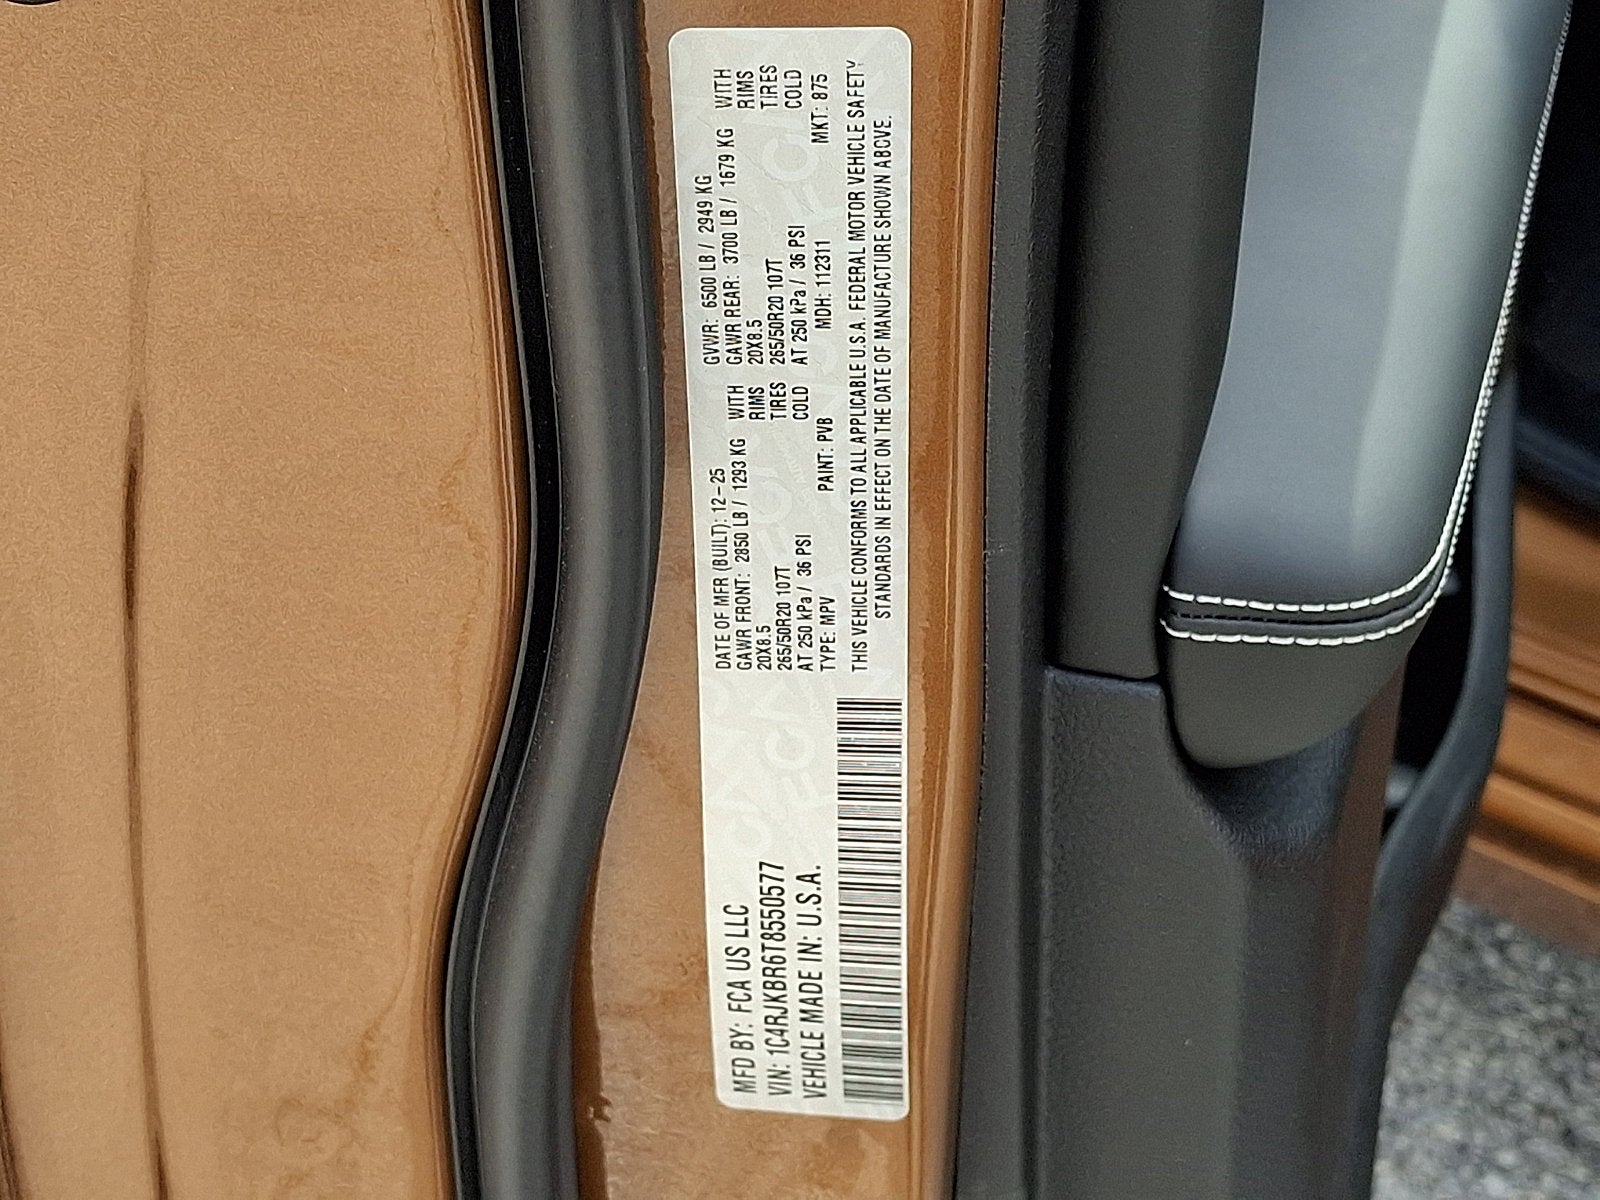 MFD BY: FCA US LLC
VIN: 1C4RJKBR6T8550577
VEHICLE MADE IN: U.S.A.
DATE OF MFR (BUILT): 12-25 GVWR: 6500 LB / 2949 KG
GAWR FRONT: 2850 LB / 1293 KG WITH GAWR REAR: 3700 LB / 1679 KG WITH
20X8.5 RIMS 20X8.5 RIMS
265/50R20 107T TIRES 265/50R20 107T TIRES
AT 250 kPa / 36 PSI COLD AT 250 kPa / 36 PSI COLD
TYPE: MPV PAINT: PVB MDH: 112311 MKT: 875
THIS VEHICLE CONFORMS TO ALL APPLICABLE U.S.A. FEDERAL MOTOR VEHICLE SAFETY
STANDARDS IN EFFECT ON THE DATE OF MANUFACTURE SHOWN ABOVE.